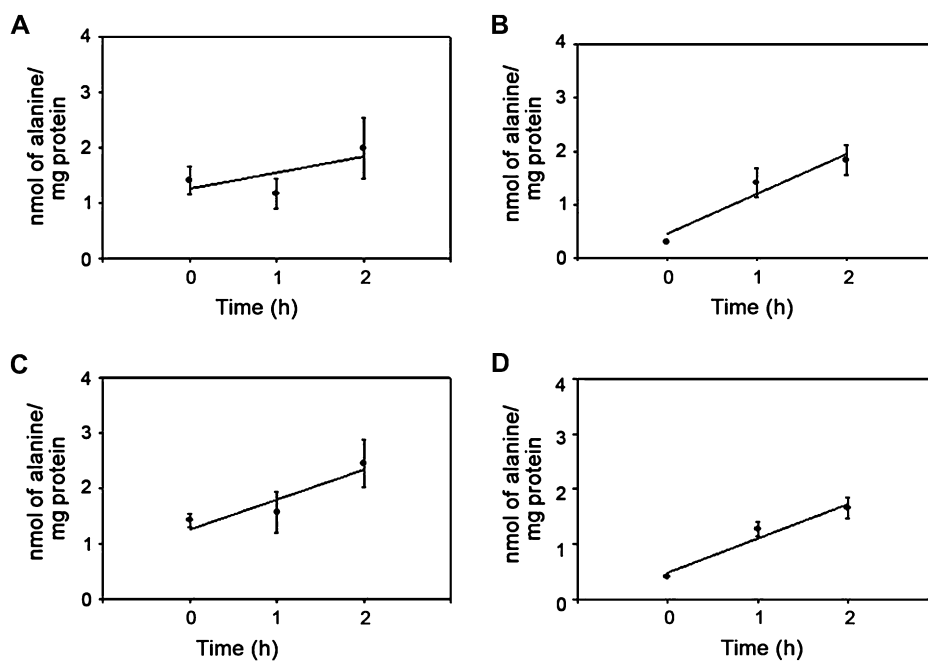 A
nmol of alanine/
mg protein
4
3
2
1
0
0 1 2
Time (h)
B
nmol of alanine/
mg protein
4
3
2
1
0
0 1 2
Time (h)
C
nmol of alanine/
mg protein
4
3
2
1
0
0 1 2
Time (h)
D
nmol of alanine/
mg protein
4
3
2
1
0
0 1 2
Time (h)